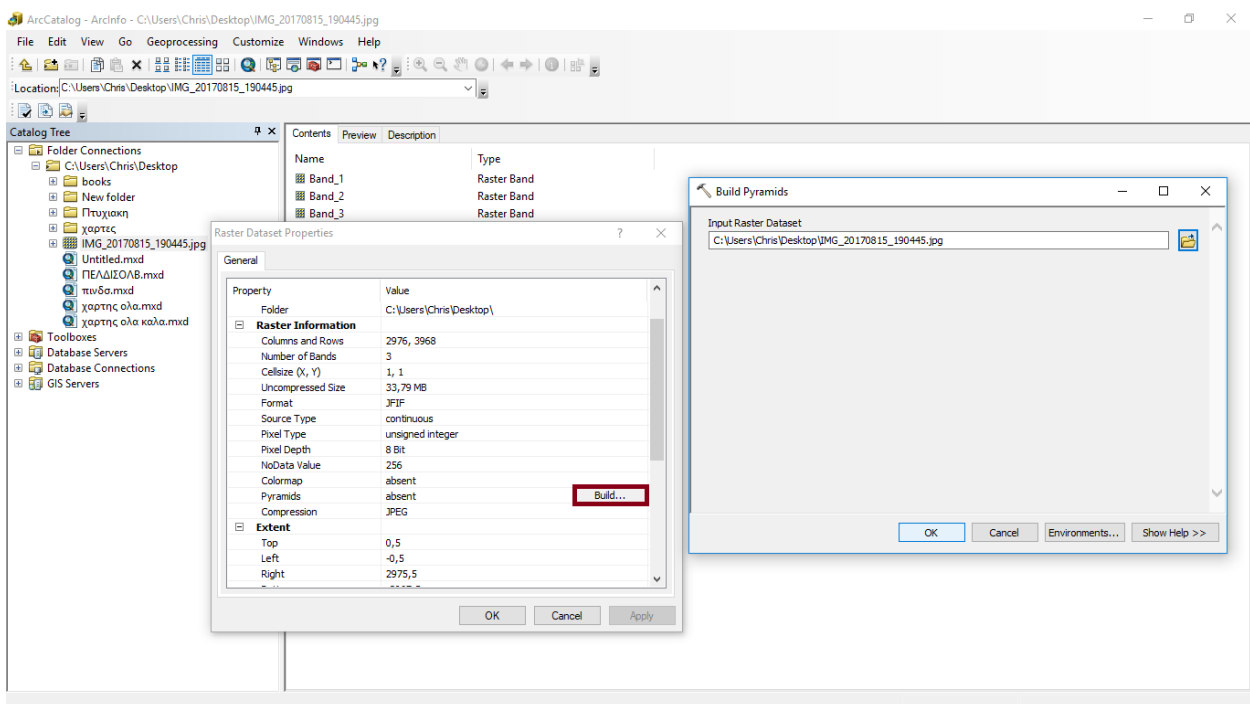 ArcCatalog - ArcInfo - C:\Users\Chris\Desktop\IMG_20170815_190445.jpg
File Edit View Go Geoprocessing Customize Windows Help
Location: C:\Users\Chris\Desktop\IMG_20170815_190445.jpg
Catalog Tree
Folder Connections
C:\Users\Chris\Desktop
books
New folder
Πτυχιακη
χαρτες
IMG_20170815_190445.jpg
Untitled.mxd
ΠΕΛΔΙΣΟΛΒ.mxd
πινδα.mxd
χαρτης ολα.mxd
χαρτης ολα καλα.mxd
Toolboxes
Database Servers
Database Connections
GIS Servers
Contents Preview Description
Name Type
Band_1 Raster Band
Band_2 Raster Band
Band_3 Raster Band
Raster Dataset Properties ?
General
Property Value
Folder C:\Users\Chris\Desktop\
Raster Information
Columns and Rows 2976, 3968
Number of Bands 3
Cellsize (X, Y) 1, 1
Uncompressed Size 33,79 MB
Format JFIF
Source Type continuous
Pixel Type unsigned integer
Pixel Depth 8 Bit
NoData Value 256
Colormap absent
Pyramids absent Build...
Compression JPEG
Extent
Top 0,5
Left -0,5
Right 2975,5
OK Cancel Apply
Build Pyramids
Input Raster Dataset
C:\Users\Chris\Desktop\IMG_20170815_190445.jpg
OK Cancel Environments... Show Help >>